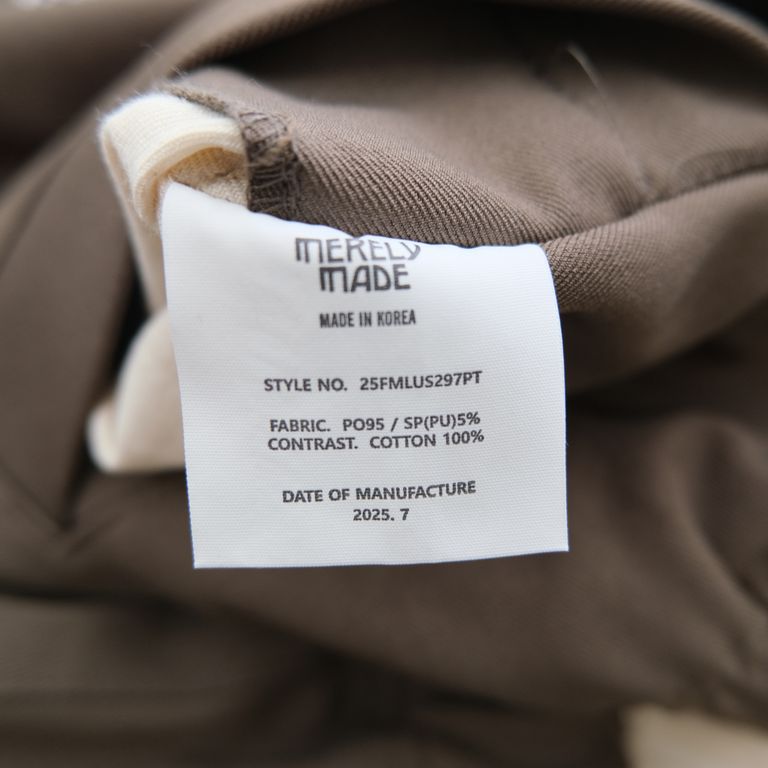 MERELY
MADE
MADE IN KOREA
STYLE NO. 25FMLUS297PT
FABRIC. PO95 / SP(PU)5%
CONTRAST. COTTON 100%
DATE OF MANUFACTURE
2025. 7